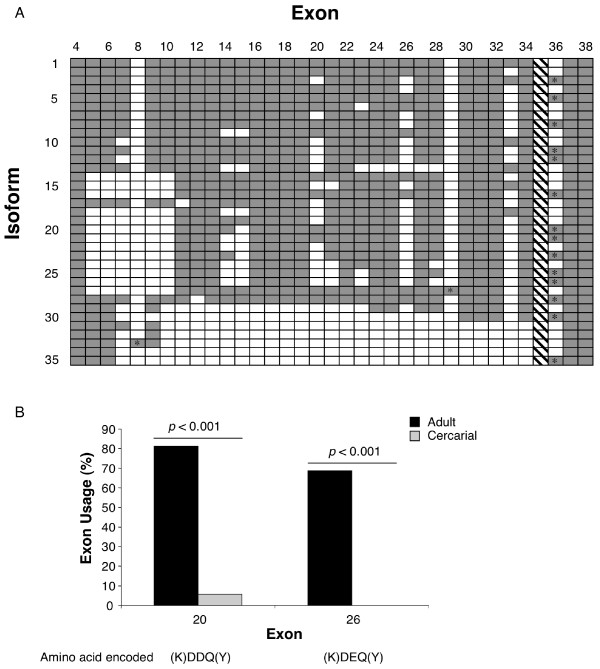 A
Exon
4 6 8 10 12 14 16 18 20 22 24 26 28 30 32 34 36 38
Isoform
1
*
5
*
10
*
*
15
*
20
*
*
*
25
*
*
*
*
30
*
*
35
*
B
Exon Usage (%)
90
80
70
60
50
40
30
20
10
0
p < 0.001
p < 0.001
Adult
Cercarial
20 26
Exon
Amino acid encoded (K)DDQ(Y) (K)DEQ(Y)